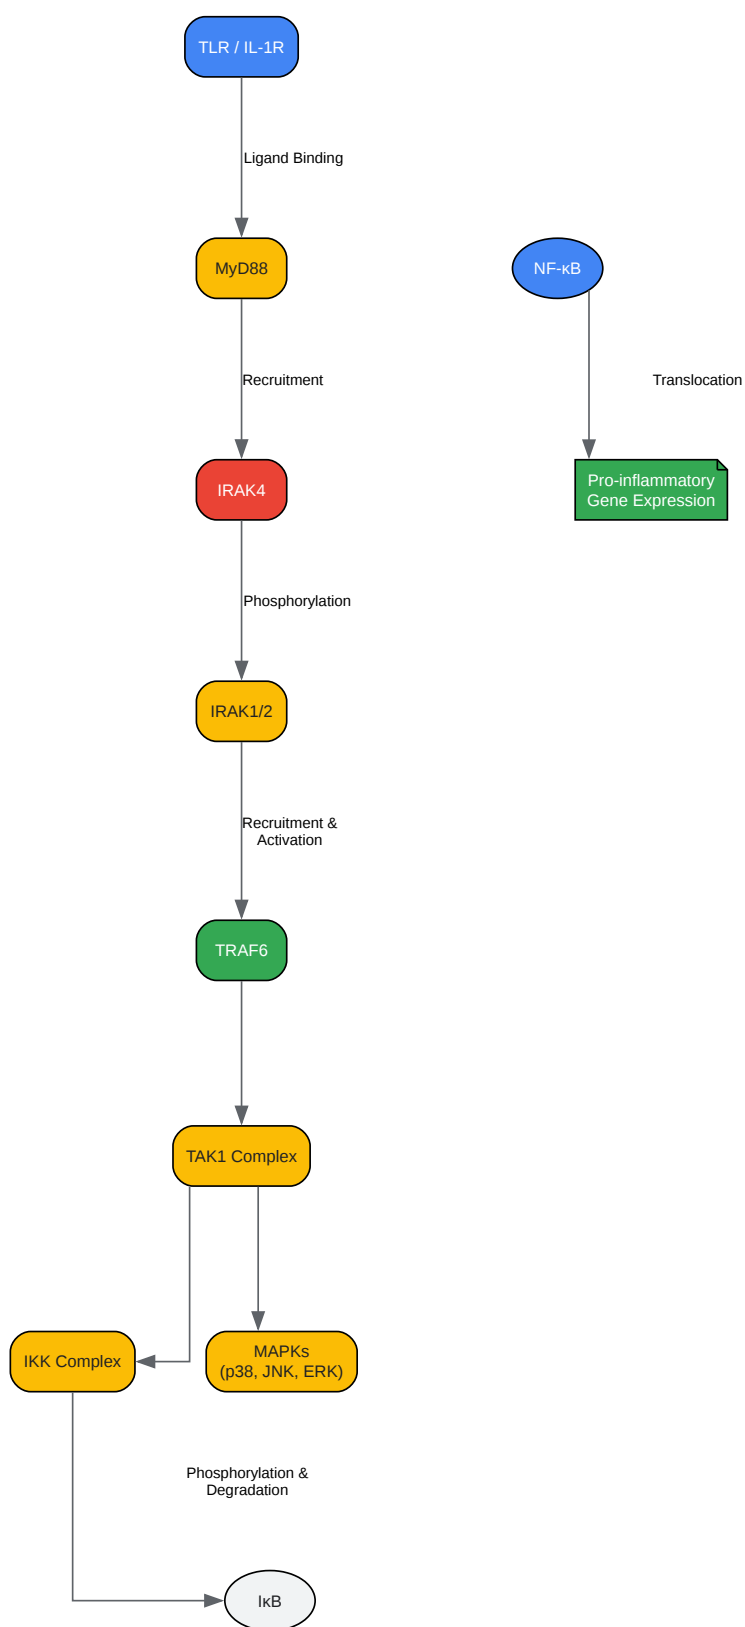 TLR / IL-1R
Ligand Binding
MyD88
NF-κB
Recruitment
Translocation
IRAK4
Pro-inflammatory
Gene Expression
Phosphorylation
IRAK1/2
Recruitment &
Activation
TRAF6
TAK1 Complex
IKK Complex
MAPKs
(p38, JNK, ERK)
Phosphorylation &
Degradation
IκB